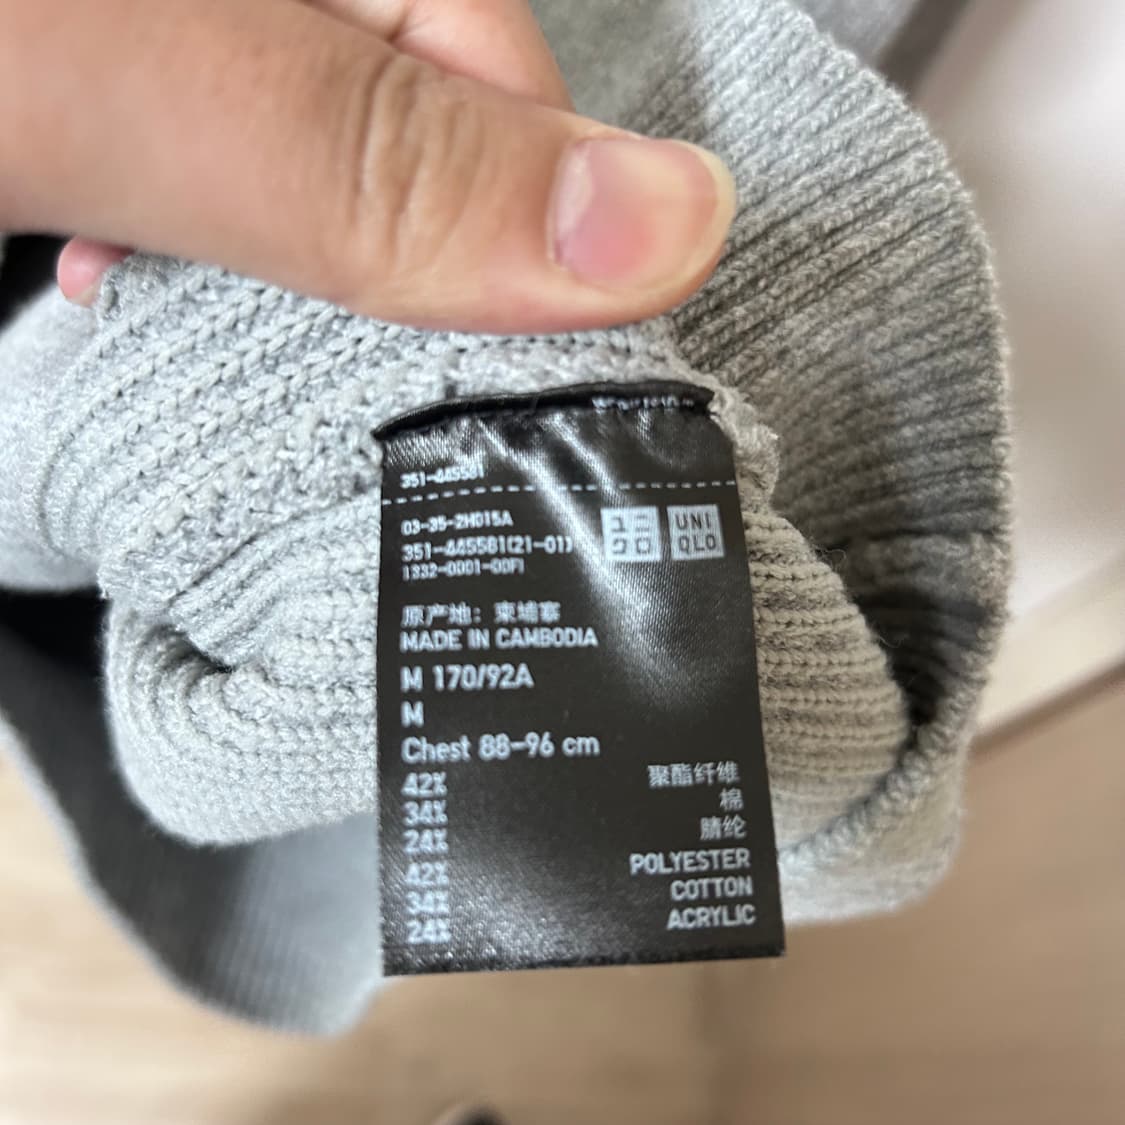 351-445581
03-35-2H015A
351-445581(21-01)
1332-0001-00F1
ユニ
クロ
UNI
QLO
原产地：柬埔寨
MADE IN CAMBODIA
M 170/92A
M
Chest 88-96 cm
42% 聚酯纤维
34% 棉
24% 腈纶
42% POLYESTER
34% COTTON
24% ACRYLIC